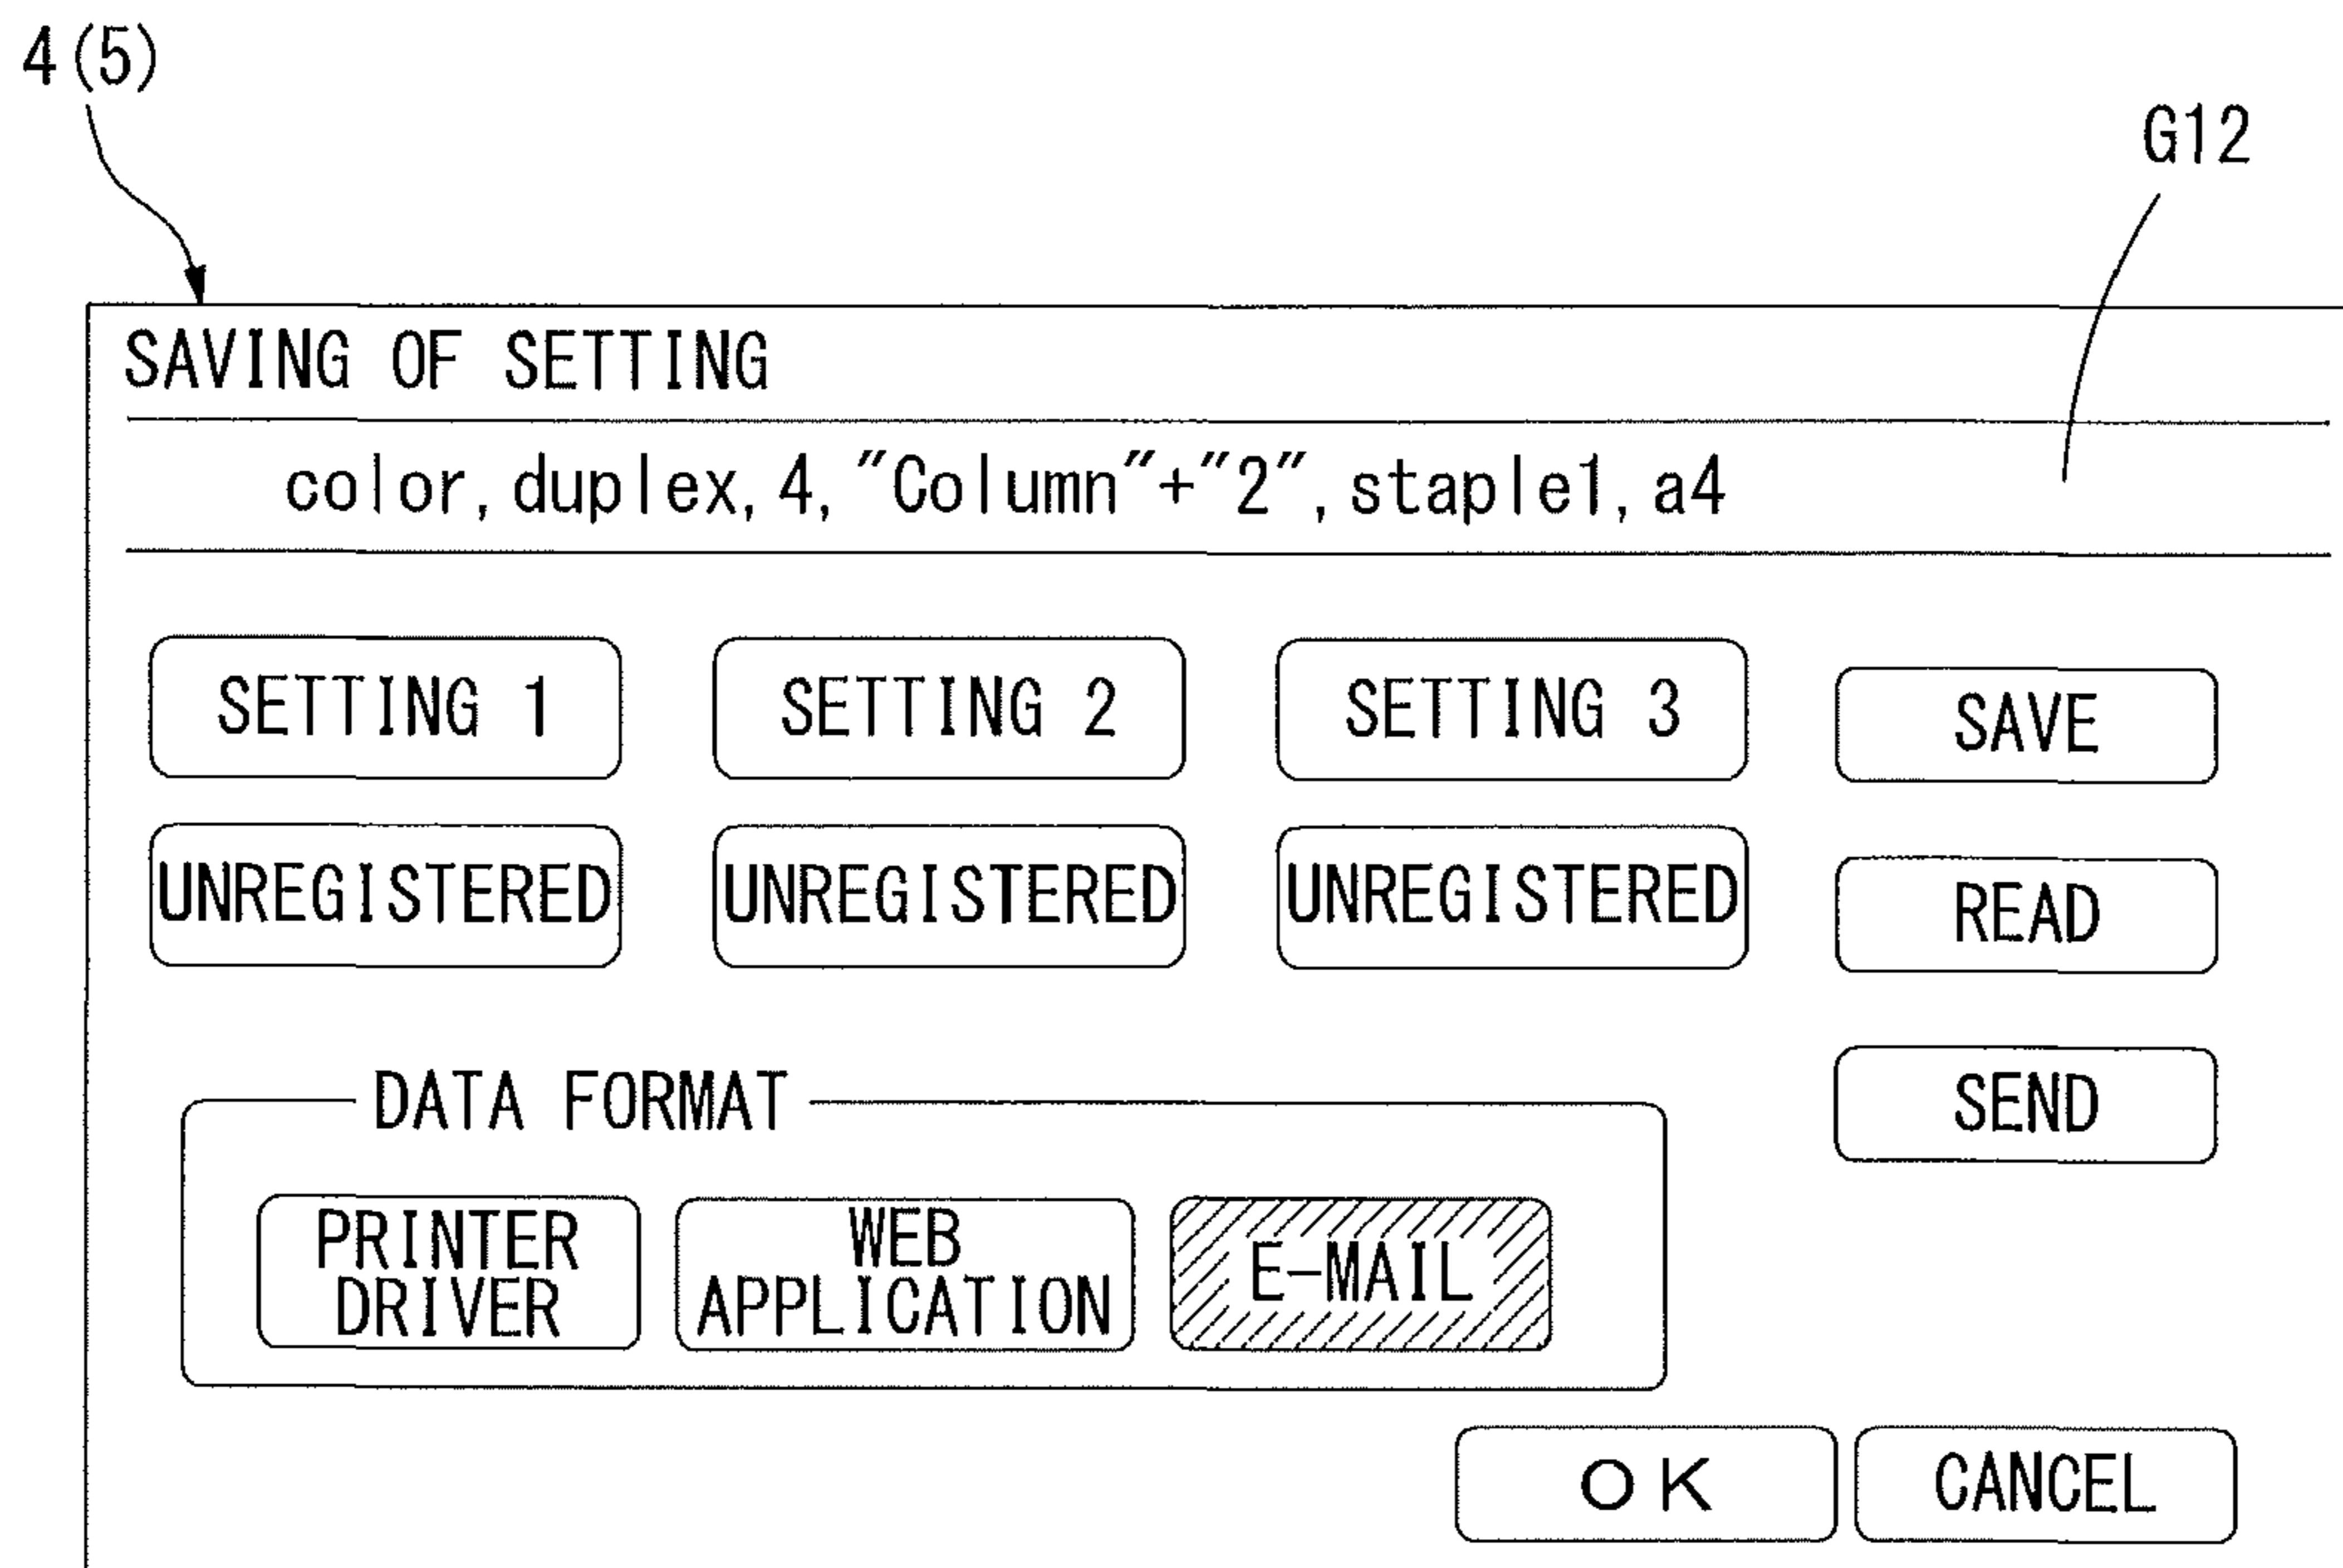 4(5)
G12
SAVING OF SETTING
color, duplex, 4, "Column"+"2", staple1, a4
SETTING 1
SETTING 2
SETTING 3
SAVE
UNREGISTERED
UNREGISTERED
UNREGISTERED
READ
SEND
DATA FORMAT
PRINTER
DRIVER
WEB
APPLICATION
E-MAIL
OK
CANCEL